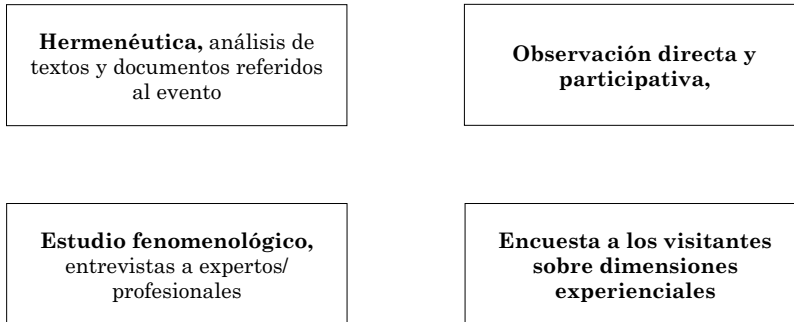 Hermenéutica, análisis de
textos y documentos referidos
al evento
Observación directa y
participativa,
Estudio fenomenológico,
entrevistas a expertos/
profesionales
Encuesta a los visitantes
sobre dimensiones
experienciales